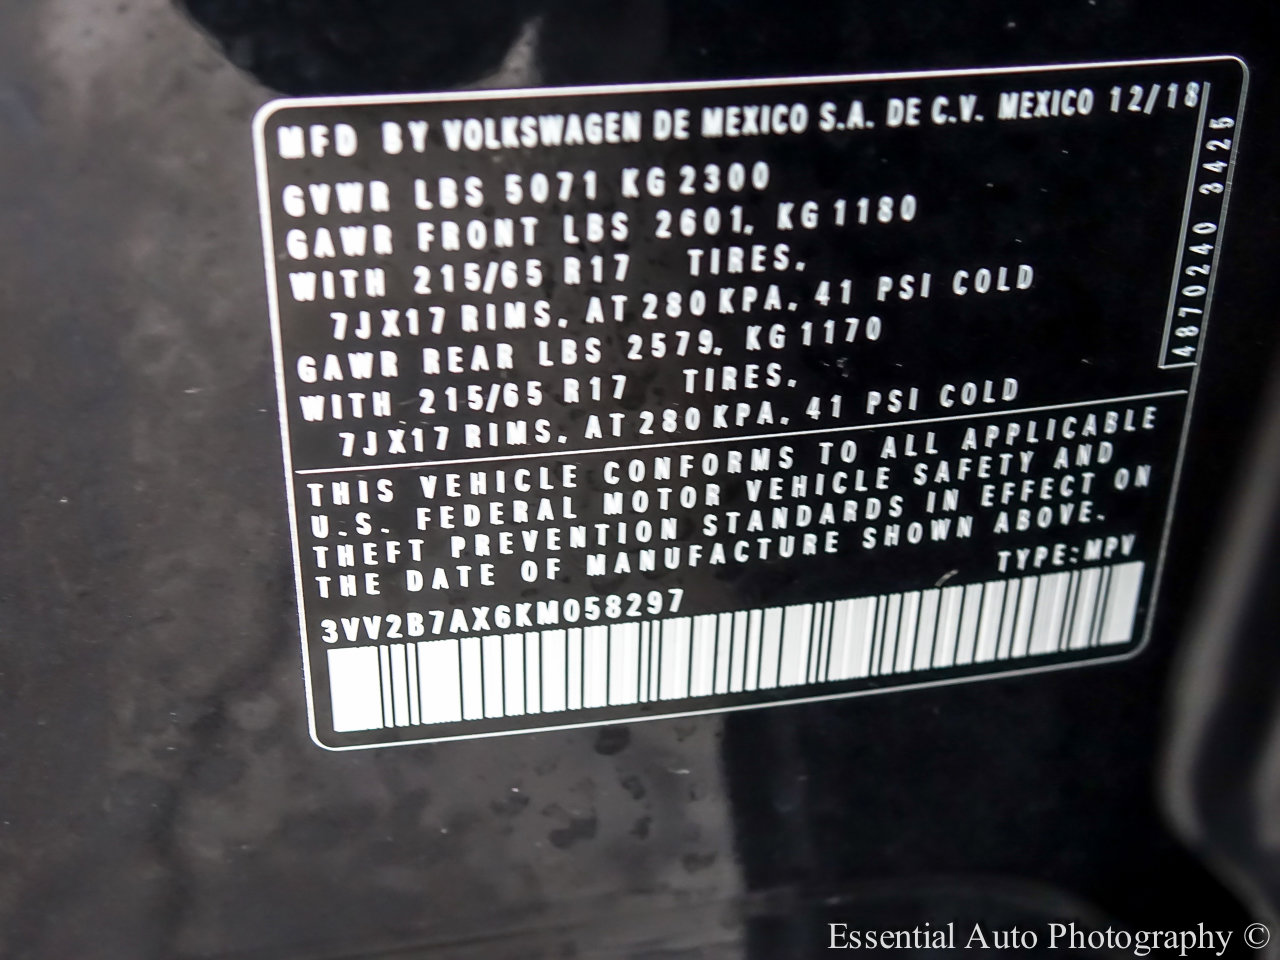 MFD BY VOLKSWAGEN DE MEXICO S.A. DE C.V. MEXICO 12/18
GVWR LBS 5071 KG 2300
GAWR FRONT LBS 2601, KG 1180
WITH 215/65 R17 TIRES,
7JX17 RIMS, AT 280 KPA, 41 PSI COLD
GAWR REAR LBS 2579, KG 1170
WITH 215/65 R17 TIRES,
7JX17 RIMS, AT 280 KPA, 41 PSI COLD
4870240 3425
THIS VEHICLE CONFORMS TO ALL APPLICABLE
U.S. FEDERAL MOTOR VEHICLE SAFETY AND
THEFT PREVENTION STANDARDS IN EFFECT ON
THE DATE OF MANUFACTURE SHOWN ABOVE.
TYPE:MPV
3VV2B7AX6KM058297
Essential Auto Photography ©